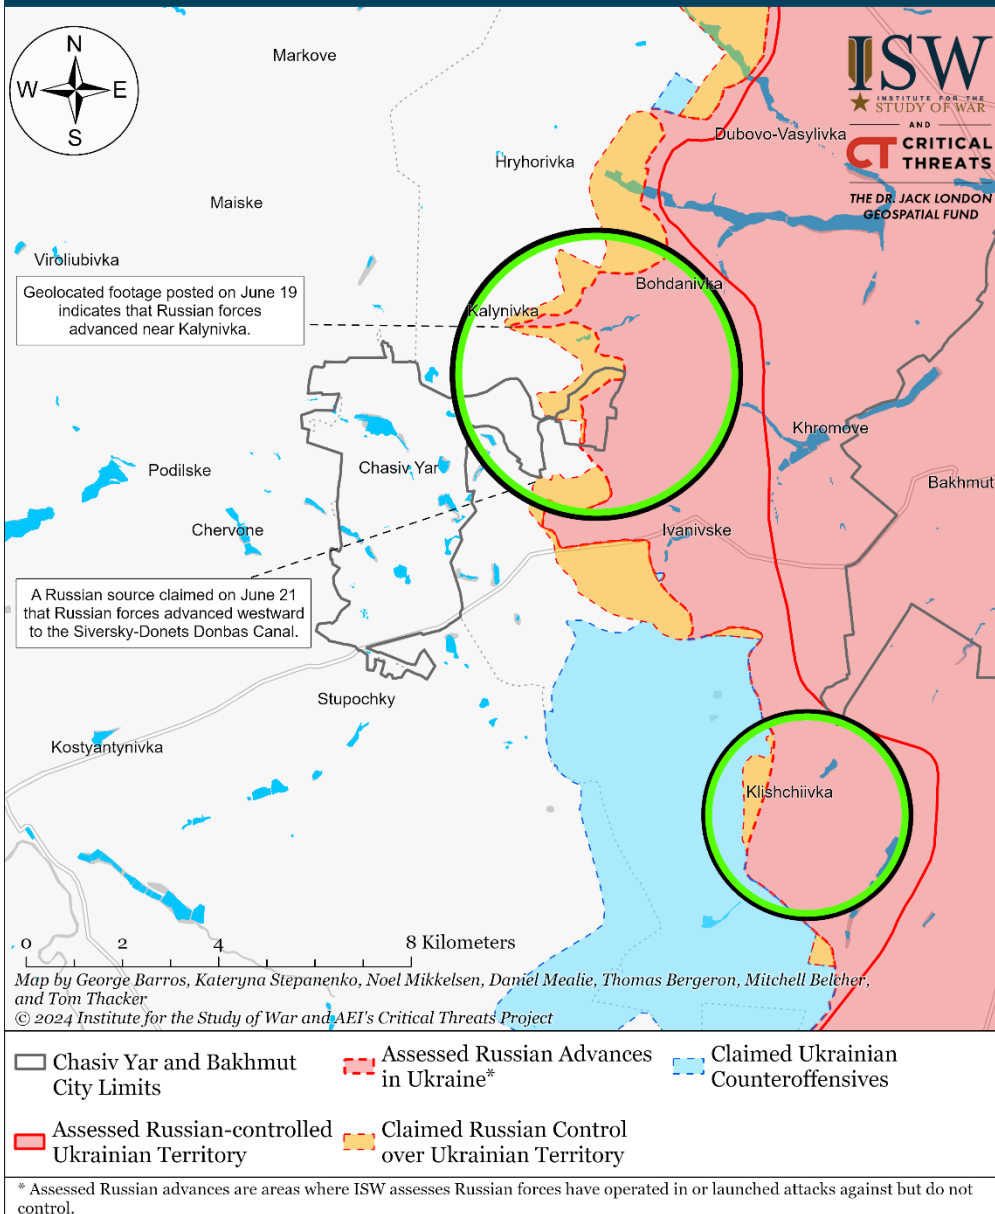 N
W E
S
ISW
INSTITUTE FOR THE
STUDY OF WAR
AND
CT CRITICAL
THREATS
THE DR. JACK LONDON
GEOSPATIAL FUND
Markove
Dubovo-Vasylivka
Hryhorivka
Maiske
Viroliubivka
Bohdanivka
Geolocated footage posted on June 19
indicates that Russian forces
advanced near Kalynivka.
Kalynivka
Khromove
Podilske
Chasiv Yar
Bakhmut
Chervone
Ivanivske
A Russian source claimed on June 21
that Russian forces advanced westward
to the Siversky-Donets Donbas Canal.
Stupochky
Kostyantynivka
Klishchiivka
0 2 4 8 Kilometers
Map by George Barros, Kateryna Stepanenko, Noel Mikkelsen, Daniel Mealie, Thomas Bergeron, Mitchell Belcher,
and Tom Thacker
© 2024 Institute for the Study of War and AEI's Critical Threats Project
Chasiv Yar and Bakhmut
City Limits
Assessed Russian Advances
in Ukraine*
Claimed Ukrainian
Counteroffensives
Assessed Russian-controlled
Ukrainian Territory
Claimed Russian Control
over Ukrainian Territory
* Assessed Russian advances are areas where ISW assesses Russian forces have operated in or launched attacks against but do not
control.